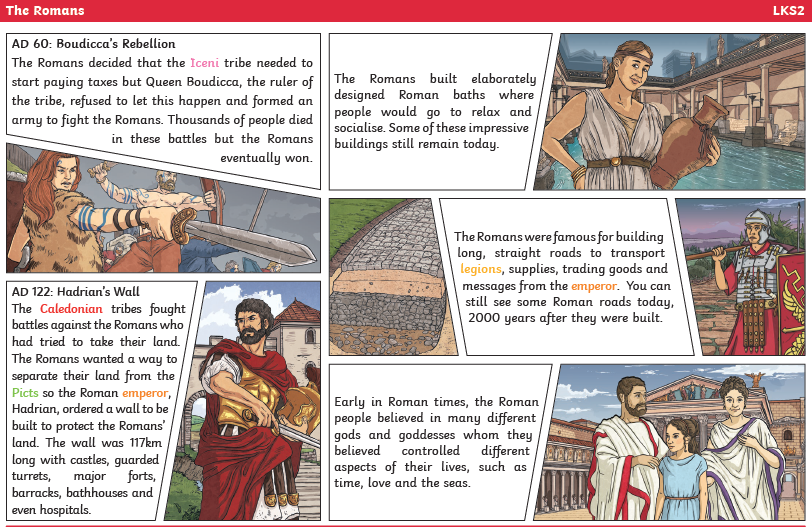 The Romans
LKS2
AD 60: Boudicca's Rebellion
The Romans decided that the Iceni tribe needed to
start paying taxes but Queen Boudicca, the ruler of
the tribe, refused to let this happen and formed an
army to fight the Romans. Thousands of people died
in these battles but the Romans
eventually won.
AD 122: Hadrian's Wall
The Caledonian tribes fought
battles against the Romans who
had tried to take their land.
The Romans wanted a way to
separate their land from the
Picts so the Roman emperor,
Hadrian, ordered a wall to be
built to protect the Romans'
land. The wall was 117km
long with castles, guarded
turrets, major forts,
barracks, bathhouses and
even hospitals.
The Romans built elaborately
designed Roman baths where
people would go to relax and
socialise. Some of these impressive
buildings still remain today.
The Romans were famous for building
long, straight roads to transport
legions, supplies, trading goods and
messages from the emperor. You can
still see some Roman roads today,
2000 years after they were built.
Early in Roman times, the Roman
people believed in many different
gods and goddesses whom they
believed controlled different
aspects of their lives, such as
time, love and the seas.